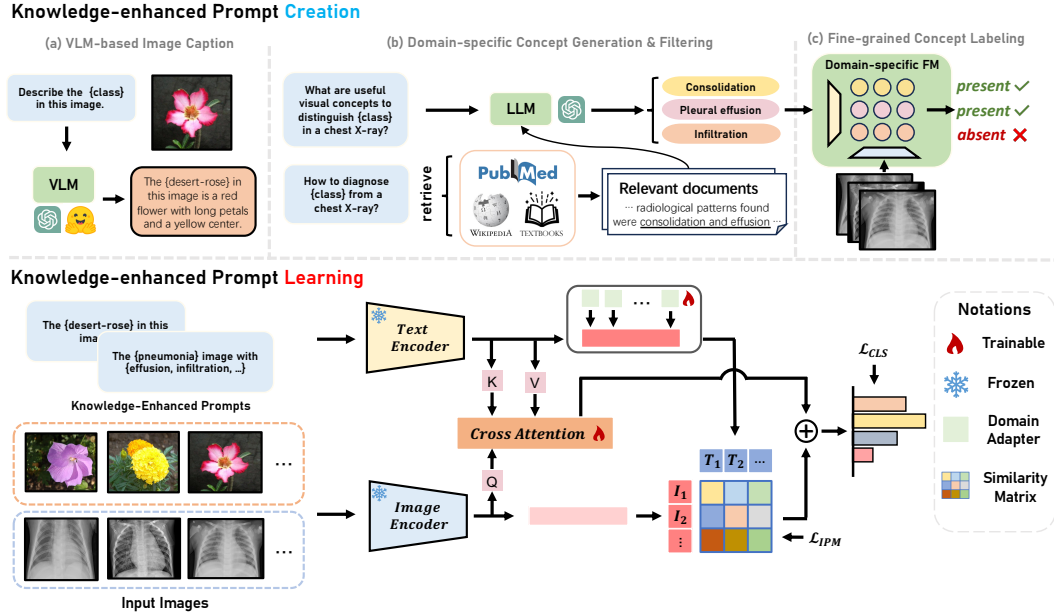 Knowledge-enhanced Prompt Creation
(a) VLM-based Image Caption
Describe the {class}
in this image.
VLM
The {desert-rose} in
this image is a red
flower with long petals
and a yellow center.
(b) Domain-specific Concept Generation & Filtering
What are useful
visual concepts to
distinguish {class}
in a chest X-ray?
LLM
Consolidation
Pleural effusion
Infiltration
How to diagnose
{class} from a
chest X-ray?
retrieve
PubMed
WIKIPEDIA
TEXTBOOKS
Relevant documents
··· radiological patterns found
were consolidation and effusion ···
(c) Fine-grained Concept Labeling
Domain-specific FM
present ✓
present ✓
absent ✗
Knowledge-enhanced Prompt Learning
The {desert-rose} in this
ima
The {pneumonia} image with
{effusion, infiltration, …}
Knowledge-Enhanced Prompts
...
...
Input Images
Text
Encoder
...
K
V
Cross Attention
Q
Image
Encoder
T1 T2 ...
I1
I2
⋮
+
ℒIPM
ℒCLS
Notations
Trainable
Frozen
Domain
Adapter
Similarity
Matrix